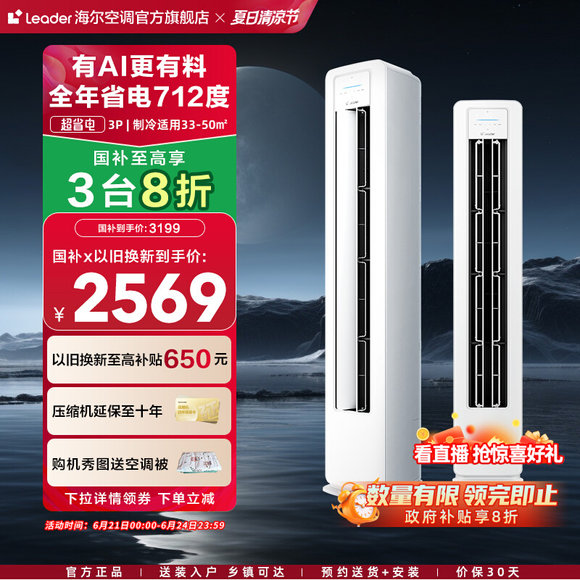 Leader 海尔空调官方旗舰店 × 夏日清凉节
有AI更有料
全年省电712度
超省电 3P | 制冷适用33-50㎡
国补至高享
3台8折
国补到手价:3199
国补x以旧换新到手价:
¥2569
以旧换新至高补贴650元
压缩机延保至十年
购机秀图送空调被
下拉详情领券 下单立减
活动时间:6月21日00:00-6月24日23:59
Leader
Leader
看直播 抢惊喜好礼
数量有限 领完即止
政府补贴享8折
官方正品 | 送装入户 乡镇可达 | 预约送货+安装 | 价保30天